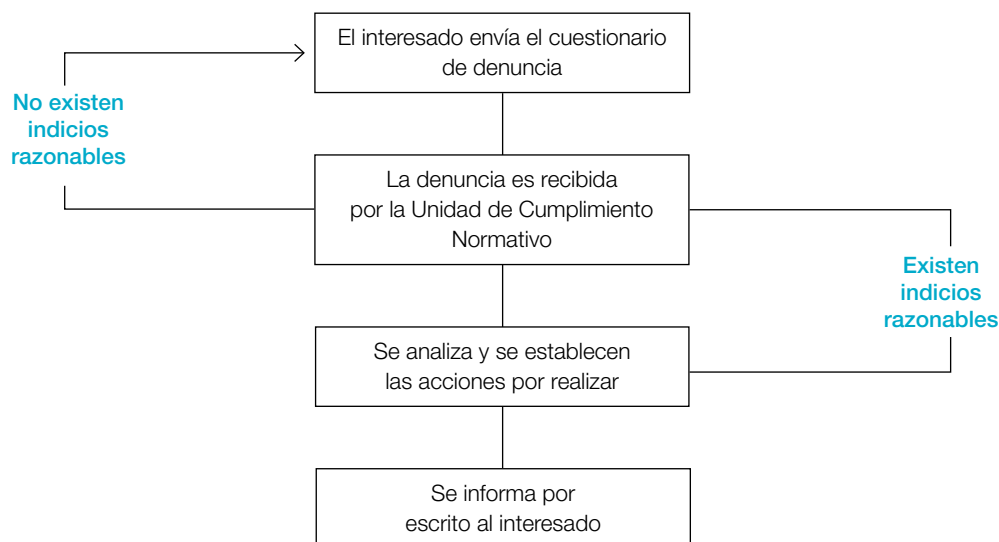 El interesado envía el cuestionario
de denuncia
No existen
indicios
razonables
La denuncia es recibida
por la Unidad de Cumplimiento
Normativo
Existen
indicios
razonables
Se analiza y se establecen
las acciones por realizar
Se informa por
escrito al interesado